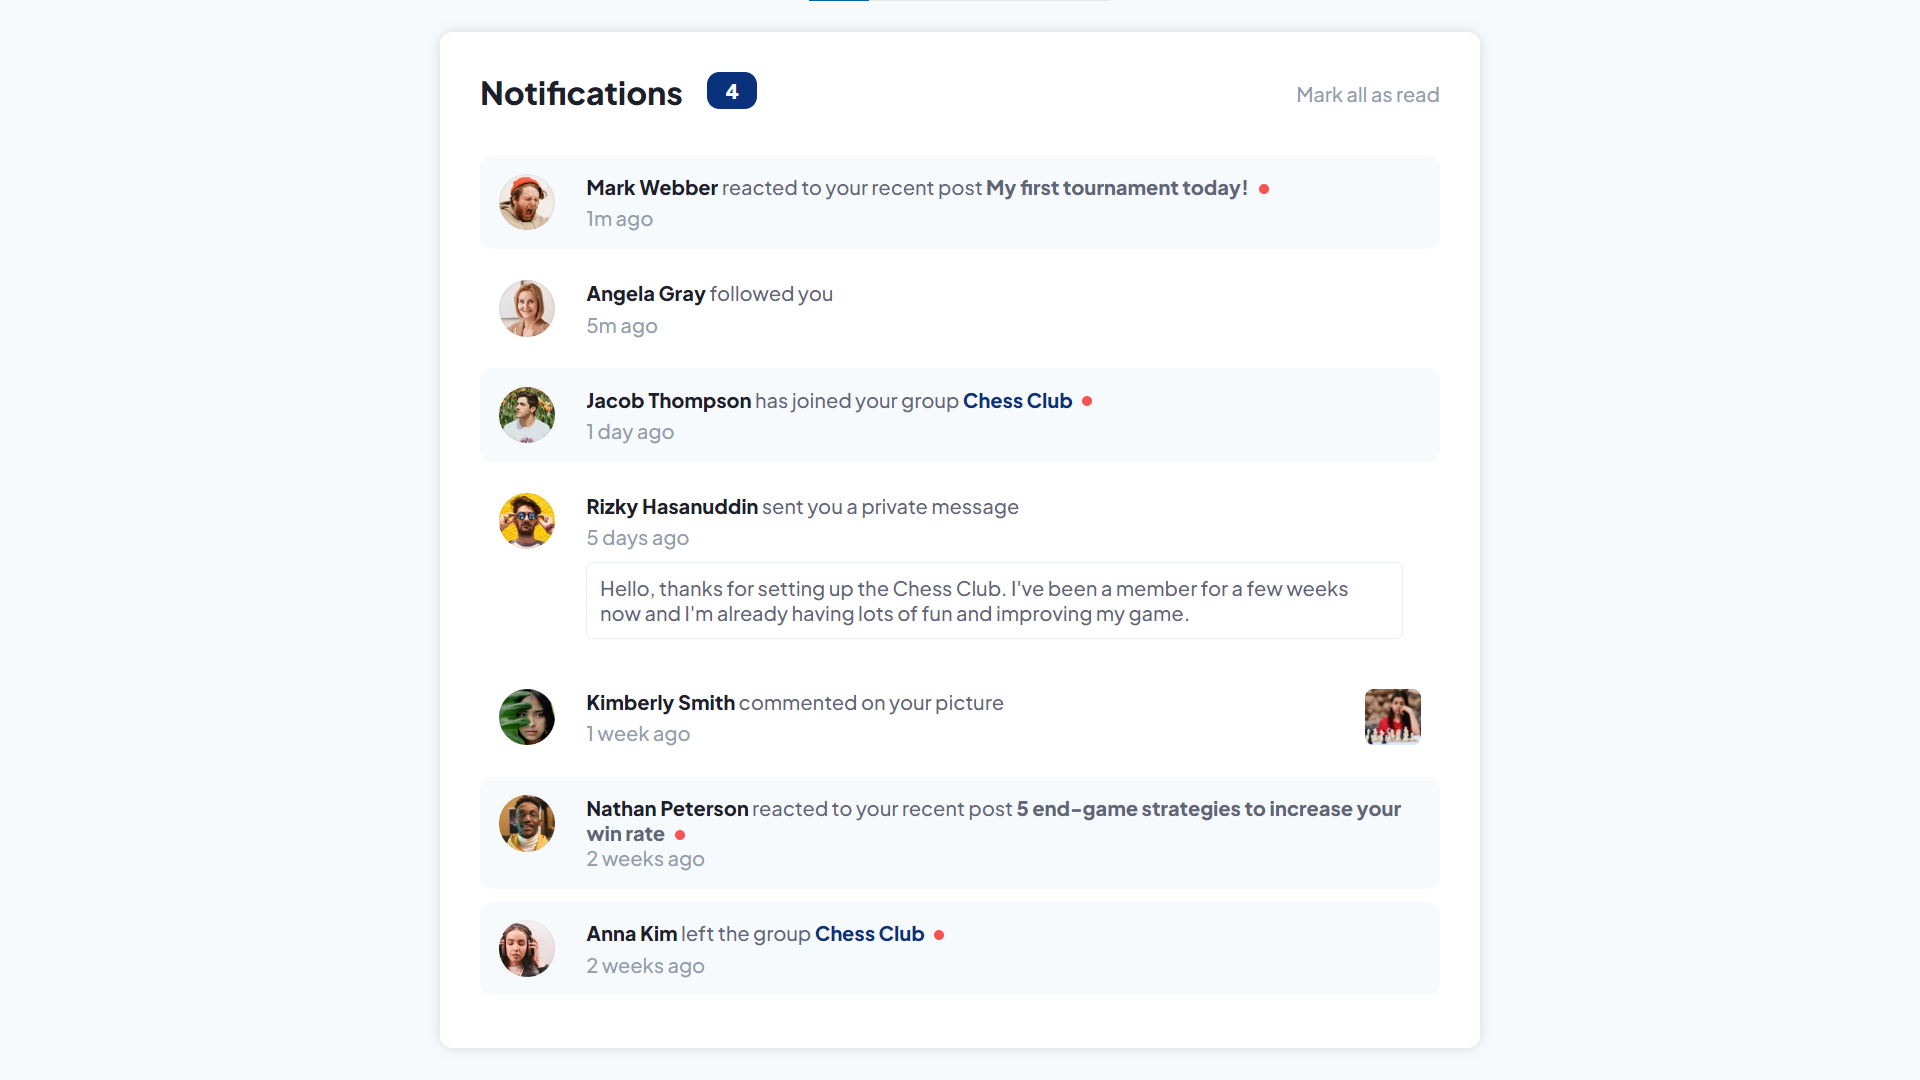 Notifications 4 Mark all as read
Mark Webber reacted to your recent post My first tournament today!
1m ago
Angela Gray followed you
5m ago
Jacob Thompson has joined your group Chess Club
1 day ago
Rizky Hasanuddin sent you a private message
5 days ago
Hello, thanks for setting up the Chess Club. I've been a member for a few weeks
now and I'm already having lots of fun and improving my game.
Kimberly Smith commented on your picture
1 week ago
Nathan Peterson reacted to your recent post 5 end-game strategies to increase your
win rate
2 weeks ago
Anna Kim left the group Chess Club
2 weeks ago